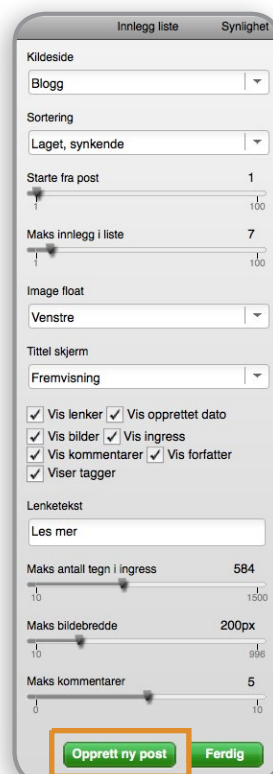 Innlegg liste Synlighet
Kildeside
Blogg
Sortering
Laget, synkende
Starte fra post 1
1 100
Maks innlegg i liste 7
1 100
Image float
Venstre
Tittel skjerm
Fremvisning
Vis lenker Vis opprettet dato
Vis bilder Vis ingress
Vis kommentarer Vis forfatter
Viser tagger
Lenketekst
Les mer
Maks antall tegn i ingress 584
10 1500
Maks bildebredde 200px
10 996
Maks kommentarer 5
0 10
Opprett ny post Ferdig